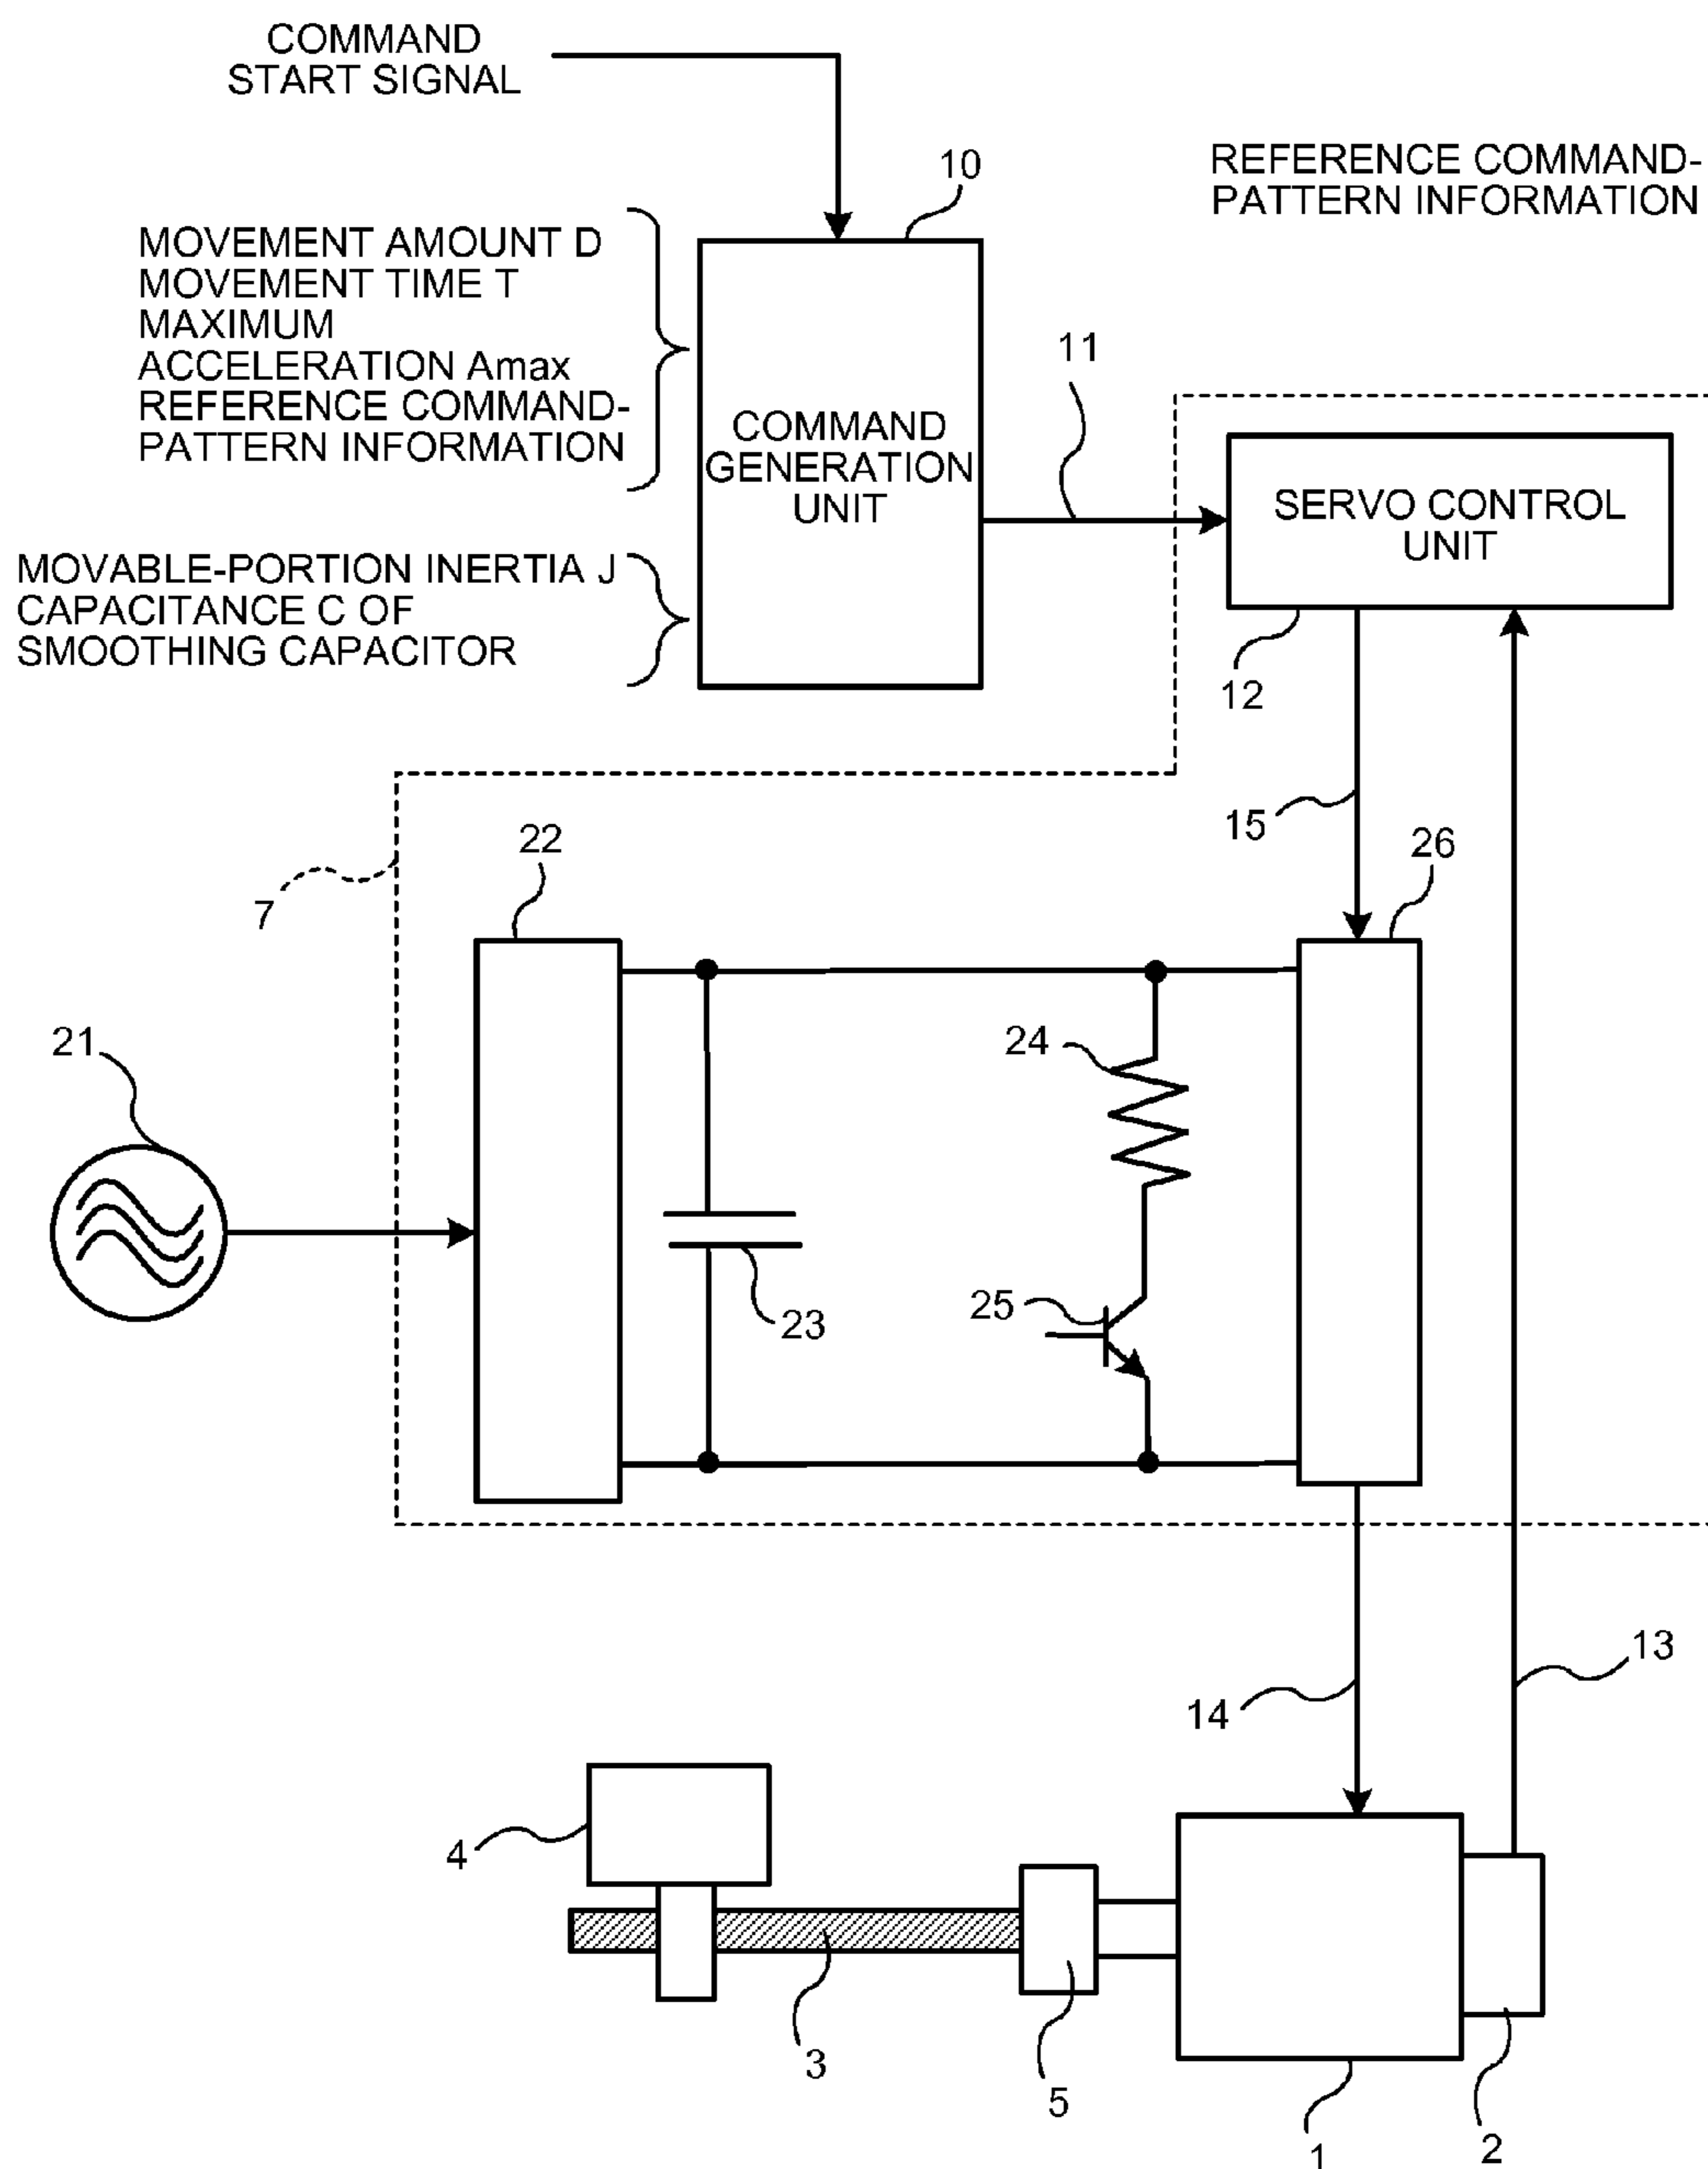 COMMAND
START SIGNAL
10
REFERENCE COMMAND-
PATTERN INFORMATION
MOVEMENT AMOUNT D
MOVEMENT TIME T
MAXIMUM
ACCELERATION Amax
REFERENCE COMMAND-
PATTERN INFORMATION
11
COMMAND
GENERATION
UNIT
SERVO CONTROL
UNIT
MOVABLE-PORTION INERTIA J
CAPACITANCE C OF
SMOOTHING CAPACITOR
12
15
22
26
7
21
24
25
23
13
14
4
3
5
1
2